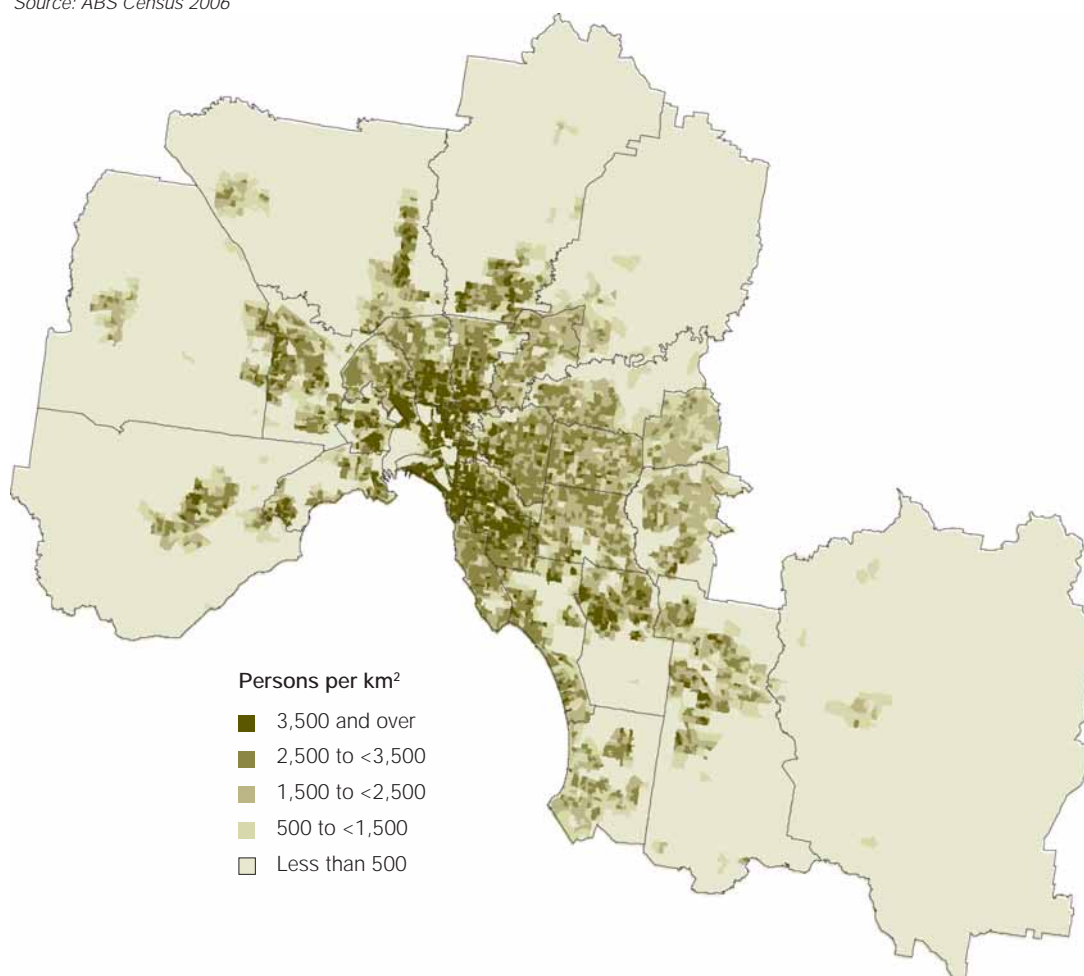 Source: ABS Census 2006
Persons per km²
3,500 and over
2,500 to <3,500
1,500 to <2,500
500 to <1,500
Less than 500